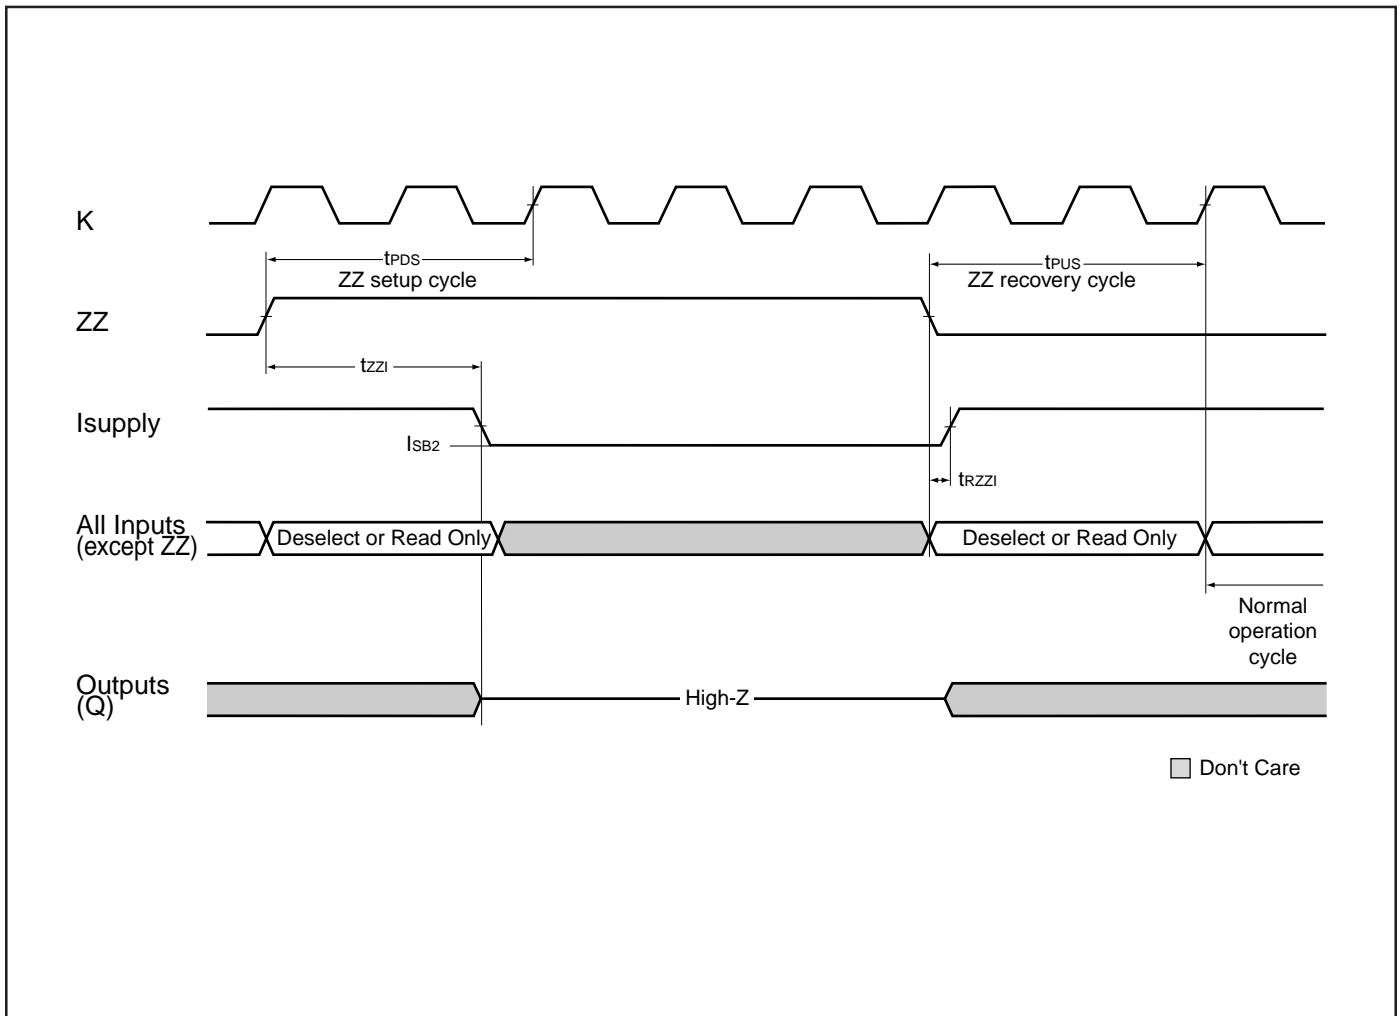 K
tPDS
ZZ setup cycle
tPUS
ZZ recovery cycle
ZZ
tZZI
Isupply
ISB2
tRZZI
All Inputs
(except ZZ)
Deselect or Read Only
Deselect or Read Only
Normal
operation
cycle
Outputs
(Q)
High-Z
Don't Care